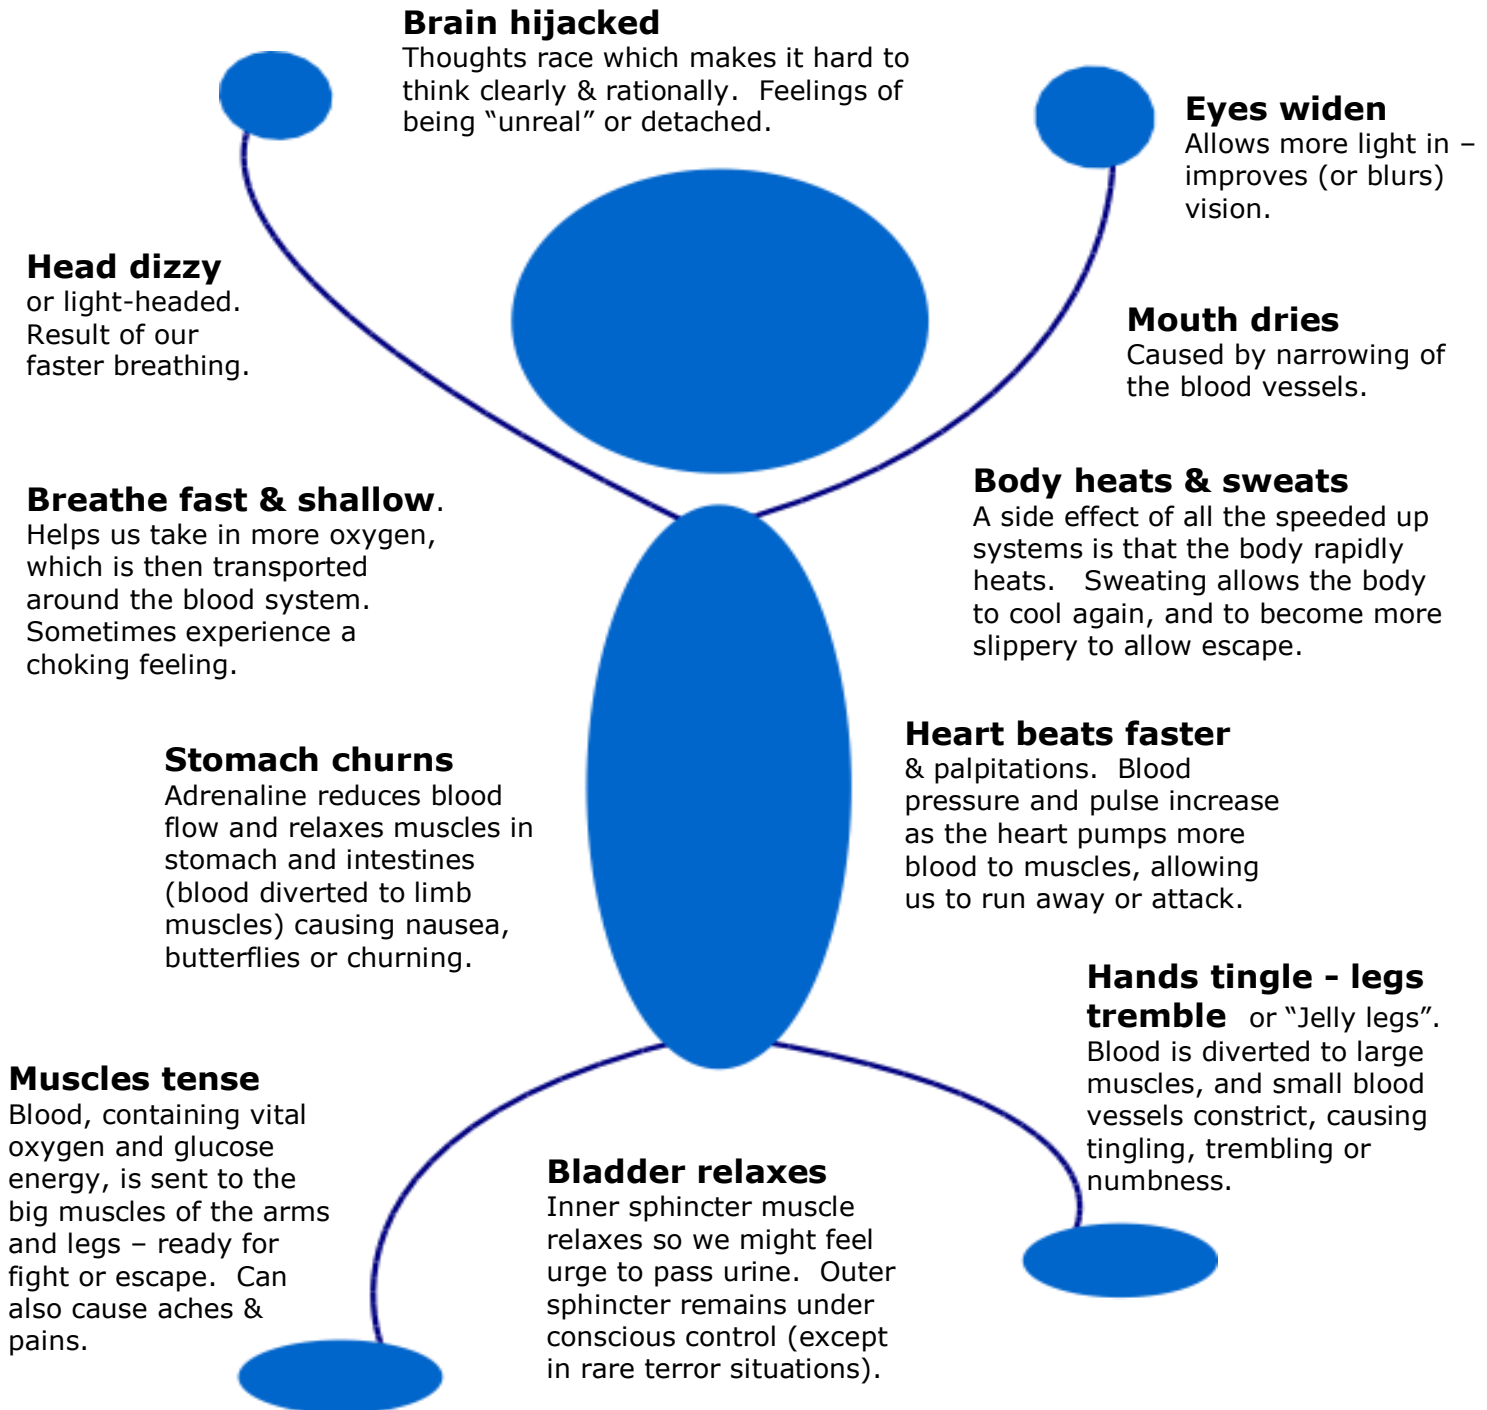 Brain hijacked
Thoughts race which makes it hard to
think clearly & rationally.  Feelings of
being “unreal” or detached.
Eyes widen
Allows more light in –
improves (or blurs)
vision.
Head dizzy
or light-headed.
Result of our
faster breathing.
Mouth dries
Caused by narrowing of
the blood vessels.
Breathe fast & shallow.
Helps us take in more oxygen,
which is then transported
around the blood system.
Sometimes experience a
choking feeling.
Body heats & sweats
A side effect of all the speeded up
systems is that the body rapidly
heats.   Sweating allows the body
to cool again, and to become more
slippery to allow escape.
Stomach churns
Adrenaline reduces blood
flow and relaxes muscles in
stomach and intestines
(blood diverted to limb
muscles) causing nausea,
butterflies or churning.
Heart beats faster
& palpitations.  Blood
pressure and pulse increase
as the heart pumps more
blood to muscles, allowing
us to run away or attack.
Hands tingle - legs
tremble  or “Jelly legs”.
Blood is diverted to large
muscles, and small blood
vessels constrict, causing
tingling, trembling or
numbness.
Muscles tense
Blood, containing vital
oxygen and glucose
energy, is sent to the
big muscles of the arms
and legs – ready for
fight or escape.  Can
also cause aches &
pains.
Bladder relaxes
Inner sphincter muscle
relaxes so we might feel
urge to pass urine.  Outer
sphincter remains under
conscious control (except
in rare terror situations).